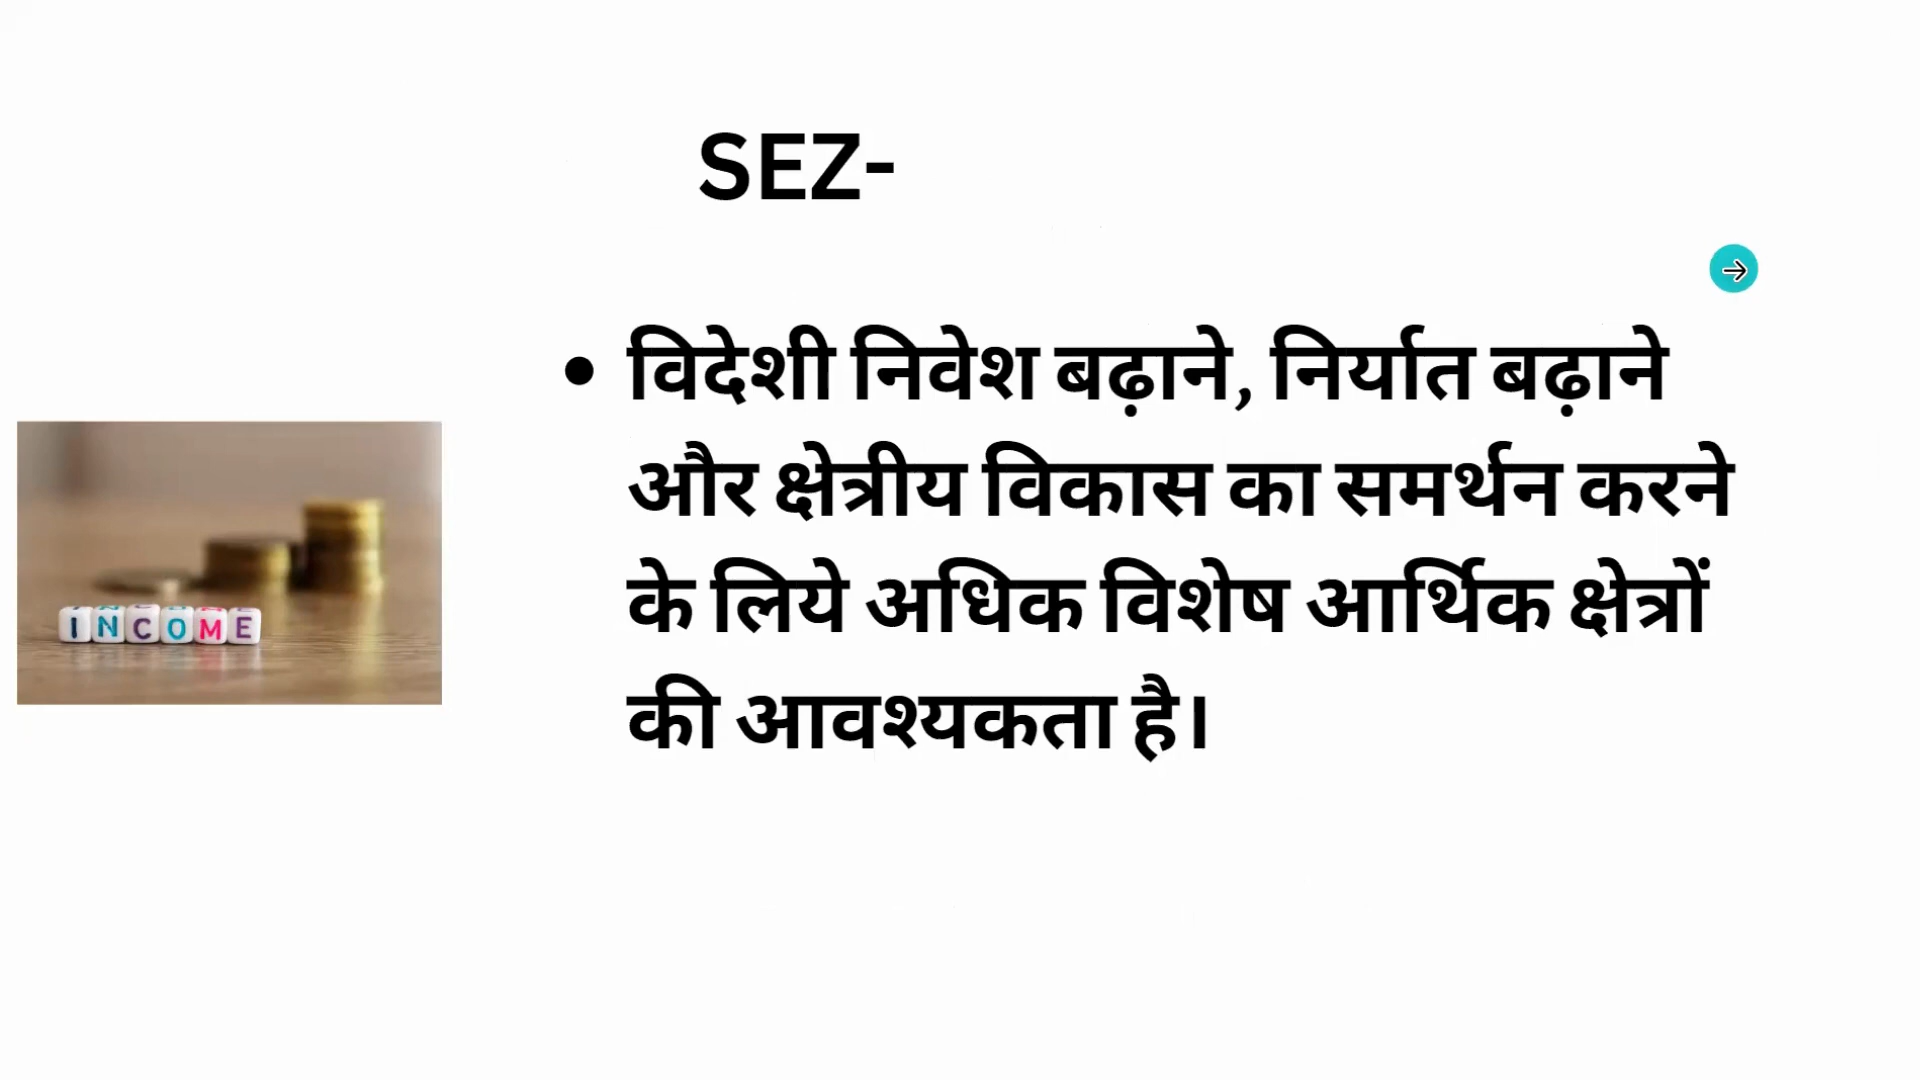 SEZ-
• विदेशी निवेश बढ़ाने, निर्यात बढ़ाने
और क्षेत्रीय विकास का समर्थन करने
के लिये अधिक विशेष आर्थिक क्षेत्रों
की आवश्यकता है।
INCOME